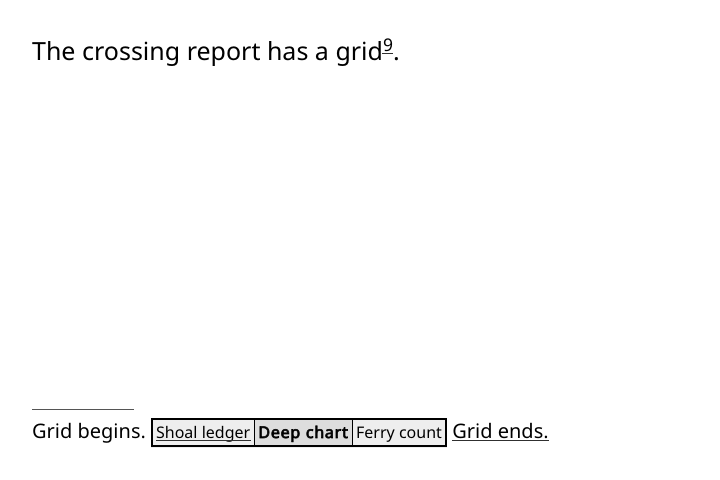 The crossing report has a grid9.
Grid begins. Shoal ledger Deep chart Ferry count Grid ends.